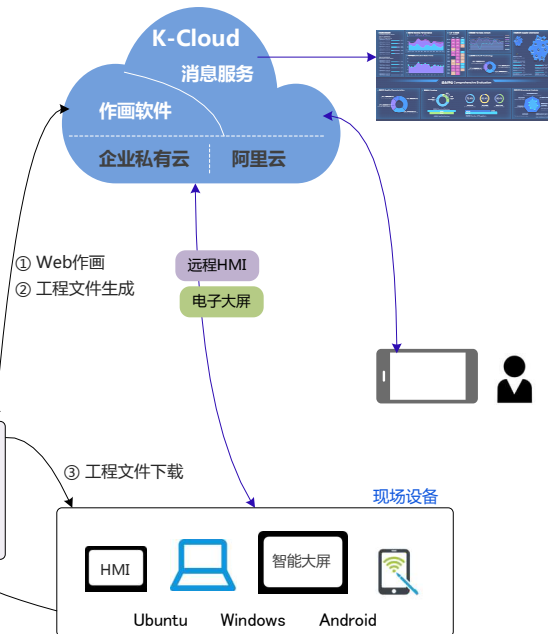 K-Cloud
消息服务
作画软件
企业私有云
阿里云
① Web作画
② 工程文件生成
远程HMI
电子大屏
③ 工程文件下载
现场设备
HMI
智能大屏
Ubuntu
Windows
Android